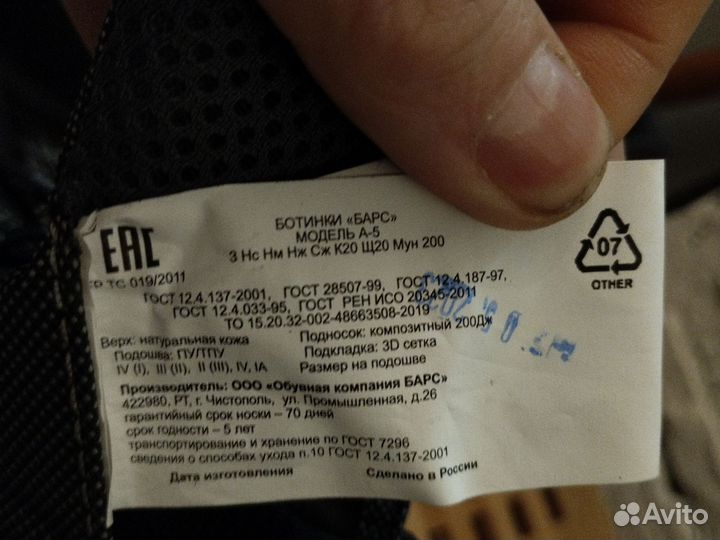 EAC
БОТИНКИ «БАРС»
МОДЕЛЬ А-5
З Нс Нм Нж Сж К20 Щ20 Мун 200
07
OTHER
ТР ТС 019/2011
ГОСТ 12.4.137-2001, ГОСТ 28507-99, ГОСТ 12.4.187-97,
ГОСТ 12.4.033-95, ГОСТ РЕН ИСО 20345-2011
ТО 15.20.32-002-48663508-2019
Верх: натуральная кожа
Подошва: ПУ/ТПУ
IV (I), III (II), II (III), IV, IA
Подносок: композитный 200Дж
Подкладка: 3D сетка
Размер на подошве
Производитель: ООО «Обувная компания БАРС»
422980, РТ, г. Чистополь, ул. Промышленная, д.26
гарантийный срок носки – 70 дней
срок годности – 5 лет
транспортирование и хранение по ГОСТ 7296
сведения о способах ухода п.10 ГОСТ 12.4.137-2001
Дата изготовления
Сделано в России
Avito